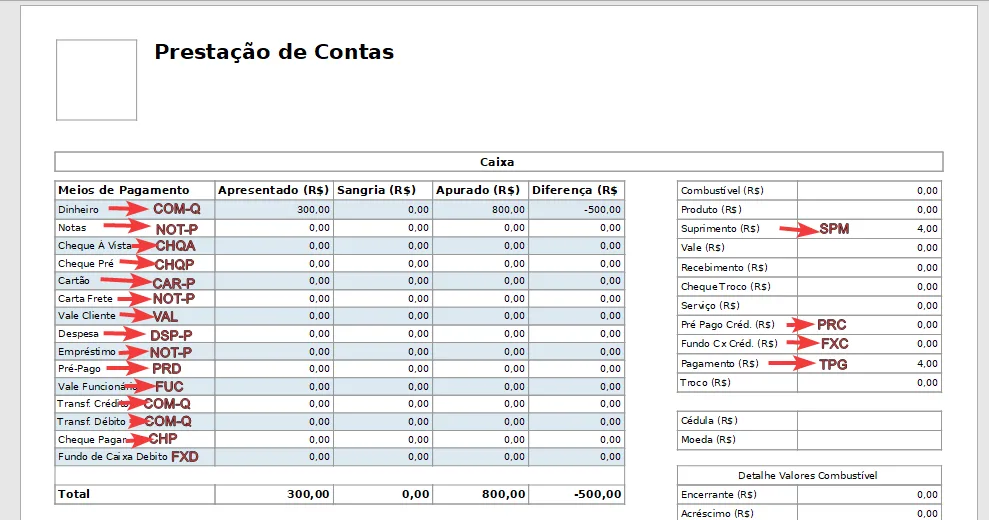 Prestação de Contas
Caixa
Meios de Pagamento Apresentado (R$) Sangria (R$) Apurado (R$) Diferença (R$
Dinheiro COM-Q 300,00 0,00 800,00 -500,00
Notas NOT-P 0,00 0,00 0,00 0,00
Cheque À Vista CHQA 0,00 0,00 0,00 0,00
Cheque Pré CHQP 0,00 0,00 0,00 0,00
Cartão CAR-P 0,00 0,00 0,00 0,00
Carta Frete NOT-P 0,00 0,00 0,00 0,00
Vale Cliente VAL 0,00 0,00 0,00 0,00
Despesa DSP-P 0,00 0,00 0,00 0,00
Empréstimo NOT-P 0,00 0,00 0,00 0,00
Pré-Pago PRD 0,00 0,00 0,00 0,00
Vale Funcionário FUC 0,00 0,00 0,00 0,00
Transf. Crédito COM-Q 0,00 0,00 0,00 0,00
Transf. Débito COM-Q 0,00 0,00 0,00 0,00
Cheque Pagar CHP 0,00 0,00 0,00 0,00
Fundo de Caixa Debito FXD 0,00 0,00 0,00 0,00
Total 300,00 0,00 800,00 -500,00
Combustível (R$) 0,00
Produto (R$) 0,00
Suprimento (R$) SPM 4,00
Vale (R$) 0,00
Recebimento (R$) 0,00
Cheque Troco (R$) 0,00
Serviço (R$) 0,00
Pré Pago Créd. (R$) PRC 0,00
Fundo Cx Créd. (R$) FXC 0,00
Pagamento (R$) TPG 4,00
Troco (R$) 0,00
Cédula (R$)
Moeda (R$)
Detalhe Valores Combustível
Encerrante (R$) 0,00
Acréscimo (R$) 0,00